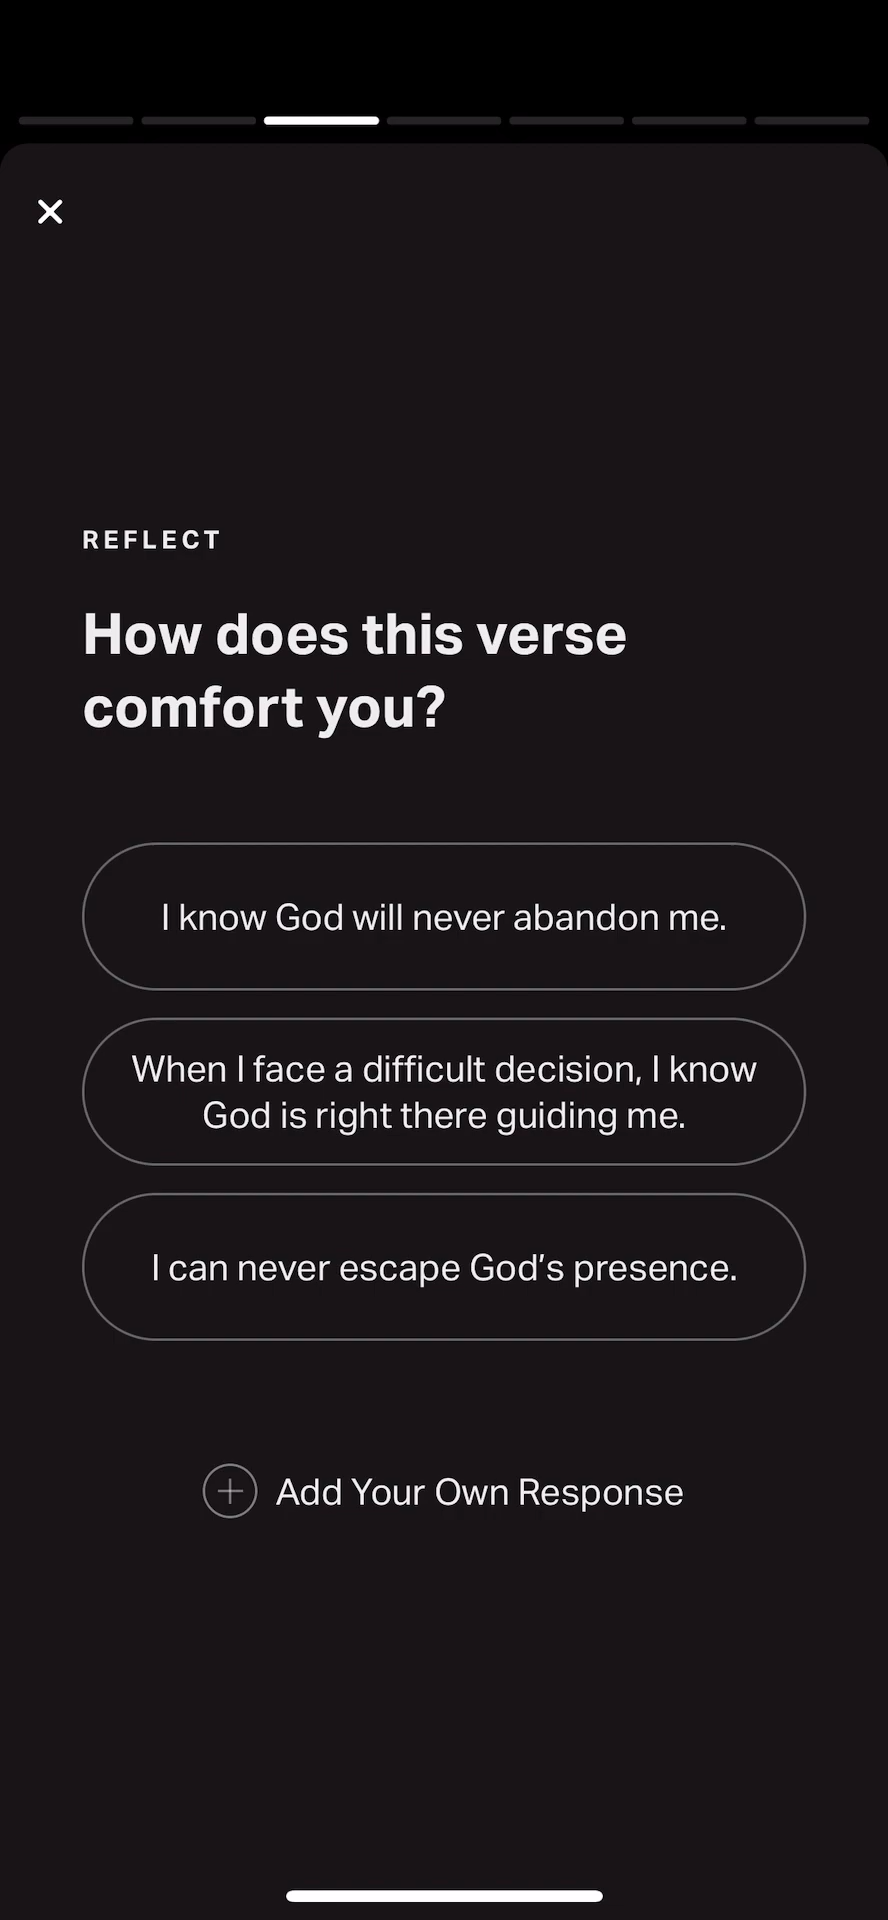 REFLECT
How does this verse
comfort you?
I know God will never abandon me.
When I face a difficult decision, I know
God is right there guiding me.
I can never escape God’s presence.
Add Your Own Response